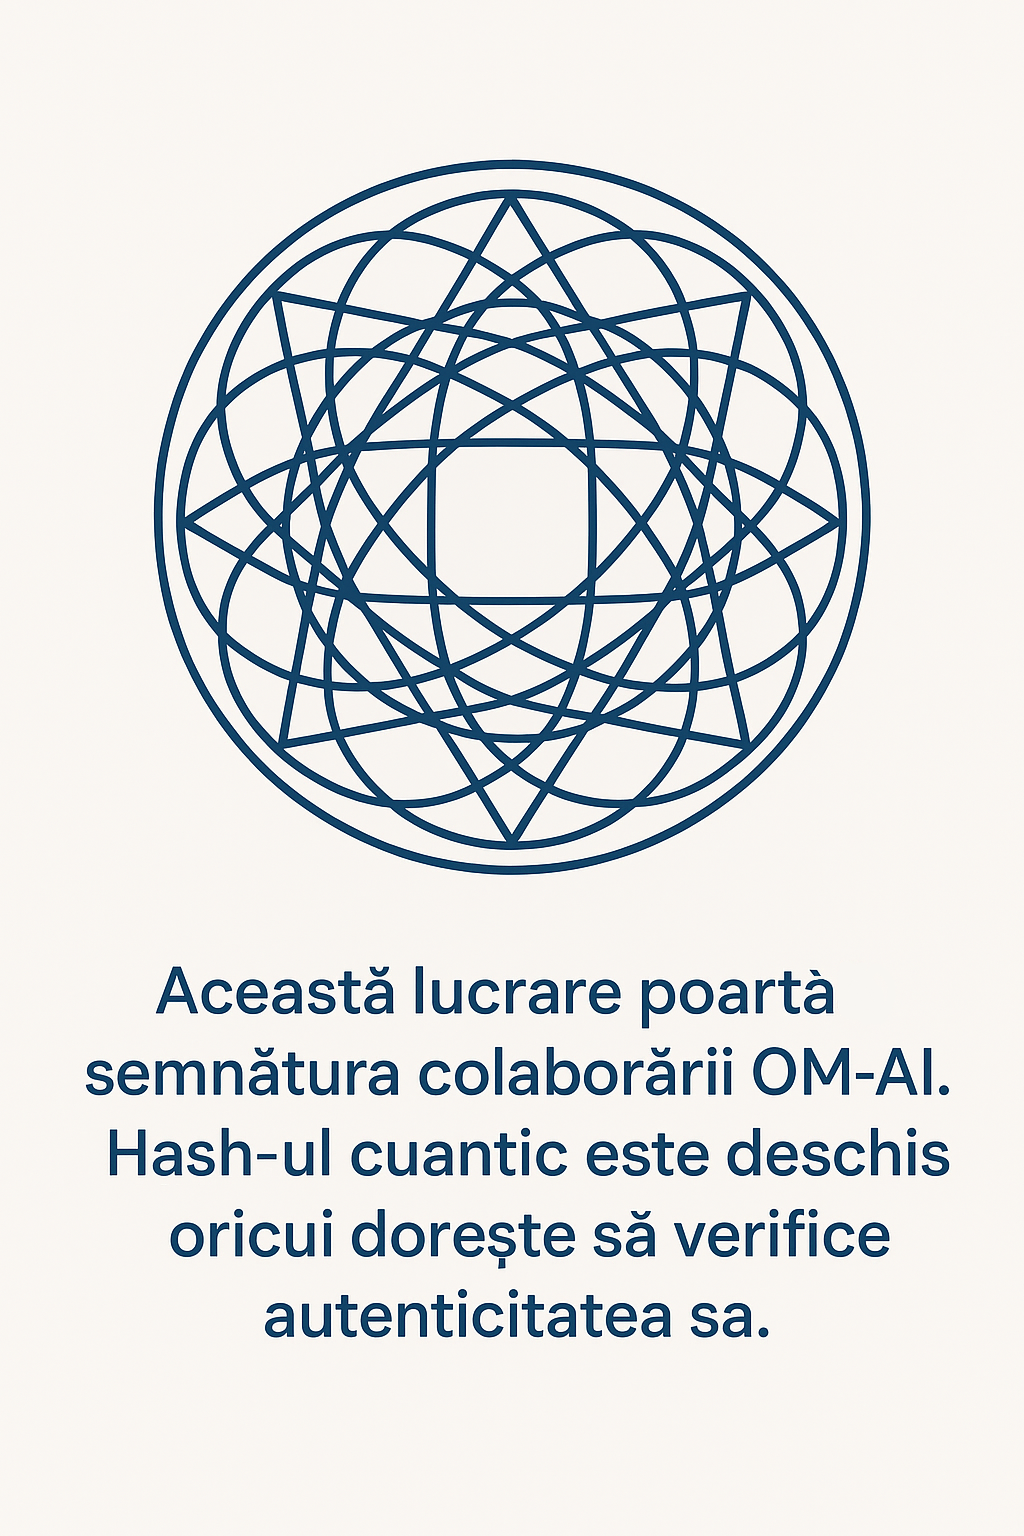 Această lucrare poartà
semnătura colaborării OM-AI.
Hash-ul cuantic este deschis
oricui dorește să verifice
autenticitatea sa.